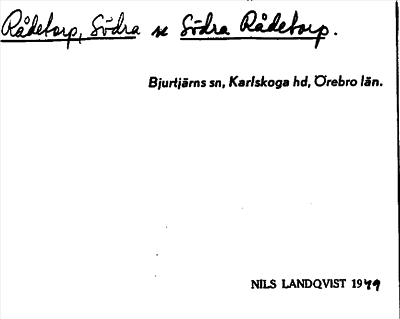 Rådetorp, Södra se Södra Rådetorp.
Bjurtjärns sn, Karlskoga hd, Örebro län.
NILS LANDQVIST 1949